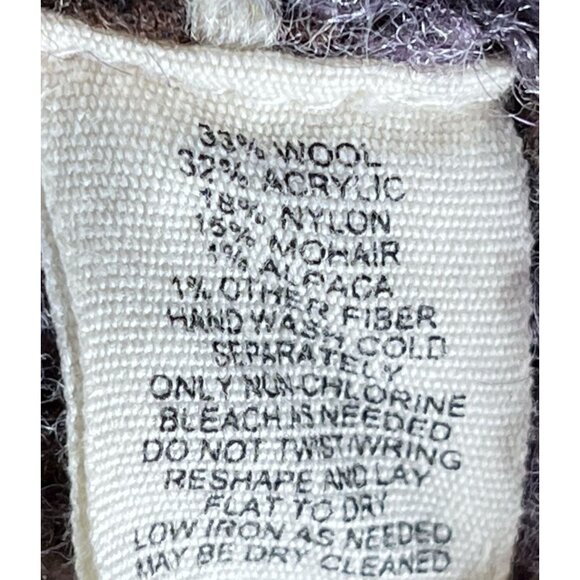 33% WOOL
32% ACRYLIC
18% NYLON
15% MOHAIR
1% ALPACA
1% OTHER FIBER
HAND WASH COLD
SEPARATELY
ONLY NON-CHLORINE
BLEACH IS NEEDED
DO NOT TWIST/WRING
RESHAPE AND LAY
FLAT TO DRY
LOW IRON AS NEEDED
MAY BE DRY CLEANED